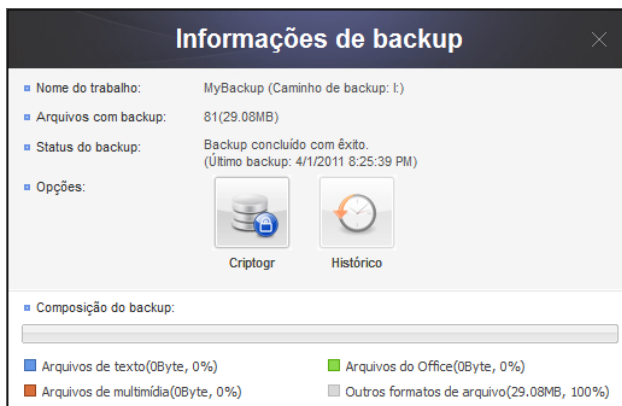 Informações de backup
Nome do trabalho: MyBackup (Caminho de backup: I:)
Arquivos com backup: 81(29.08MB)
Status do backup: Backup concluído com êxito.
(Último backup: 4/1/2011 8:25:39 PM)
Opções:
Criptogr Histórico
Composição do backup:
Arquivos de texto(0Byte, 0%) Arquivos do Office(0Byte, 0%)
Arquivos de multimídia(0Byte, 0%) Outros formatos de arquivo(29.08MB, 100%)